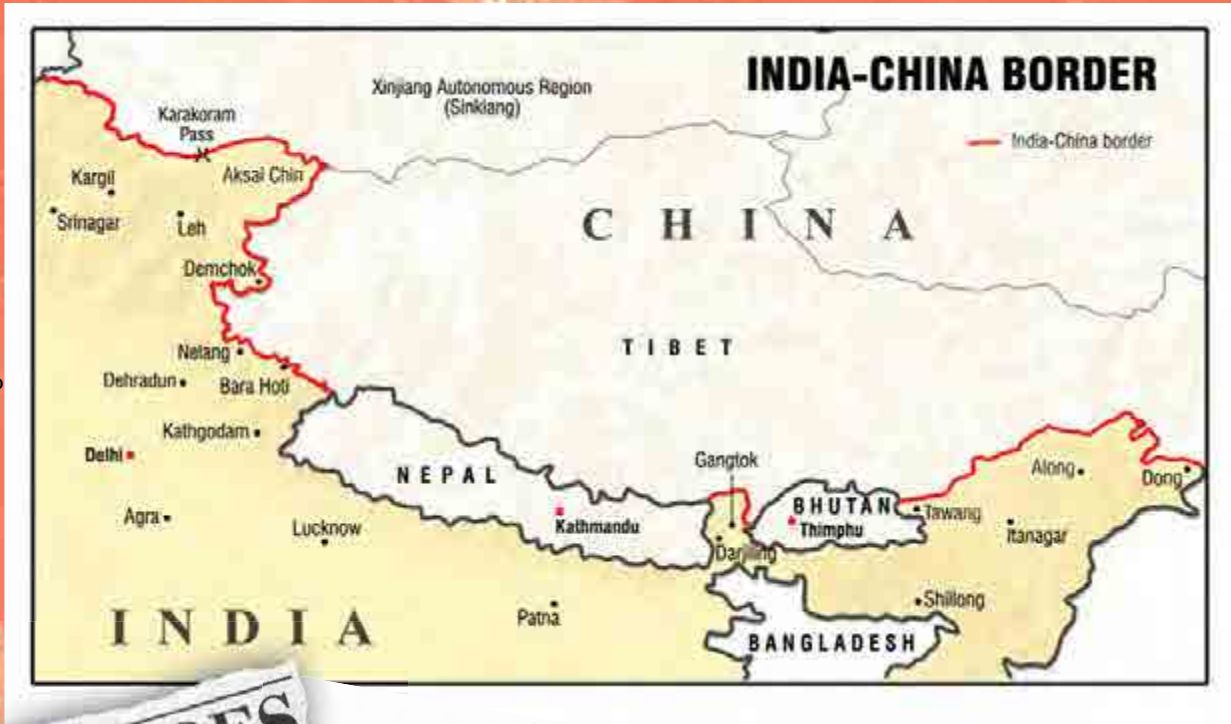 INDIA-CHINA BORDER
India-China border
Xinjiang Autonomous Region
(Sinkiang)
Karakoram
Pass
Aksai Chin
Kargil
Srinagar
Leh
CHINA
Demchok
TIBET
Nelang
Dehradun
Bara Hoti
Kathgodam
Delhi
NEPAL
Gangtok
Along
Dong
BHUTAN
Tawang
Agra
Lucknow
Kathmandu
Thimphu
Itanagar
Darjiling
Patna
Shillong
INDIA
BANGLADESH